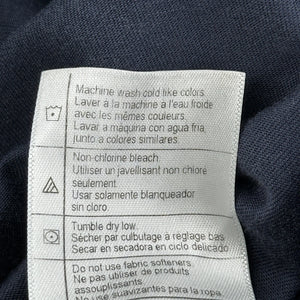 Machine wash cold like colors.
Laver à la machine à l'eau froide
avec les mêmes couleurs.
Lavar a máquina con agua fria,
junto a colores similares.
Non-chlorine bleach.
Utiliser un javellisant non chloré
seulement.
Usar solamente blanqueador
sin cloro.
Tumble dry low.
Sécher par culbutage à réglage bas.
Secar en secadora en ciclo delicado.
Do not use fabric softeners.
Ne pas utiliser de produits
assouplissants.
No use suavizantes para la ropa.